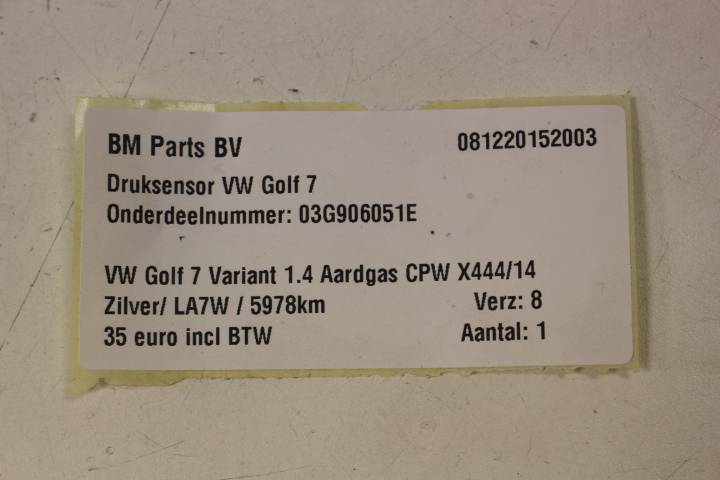 BM Parts BV 081220152003
Druksensor VW Golf 7
Onderdeelnummer: 03G906051E
VW Golf 7 Variant 1.4 Aardgas CPW X444/14
Zilver/ LA7W / 5978km Verz: 8
35 euro incl BTW Aantal: 1